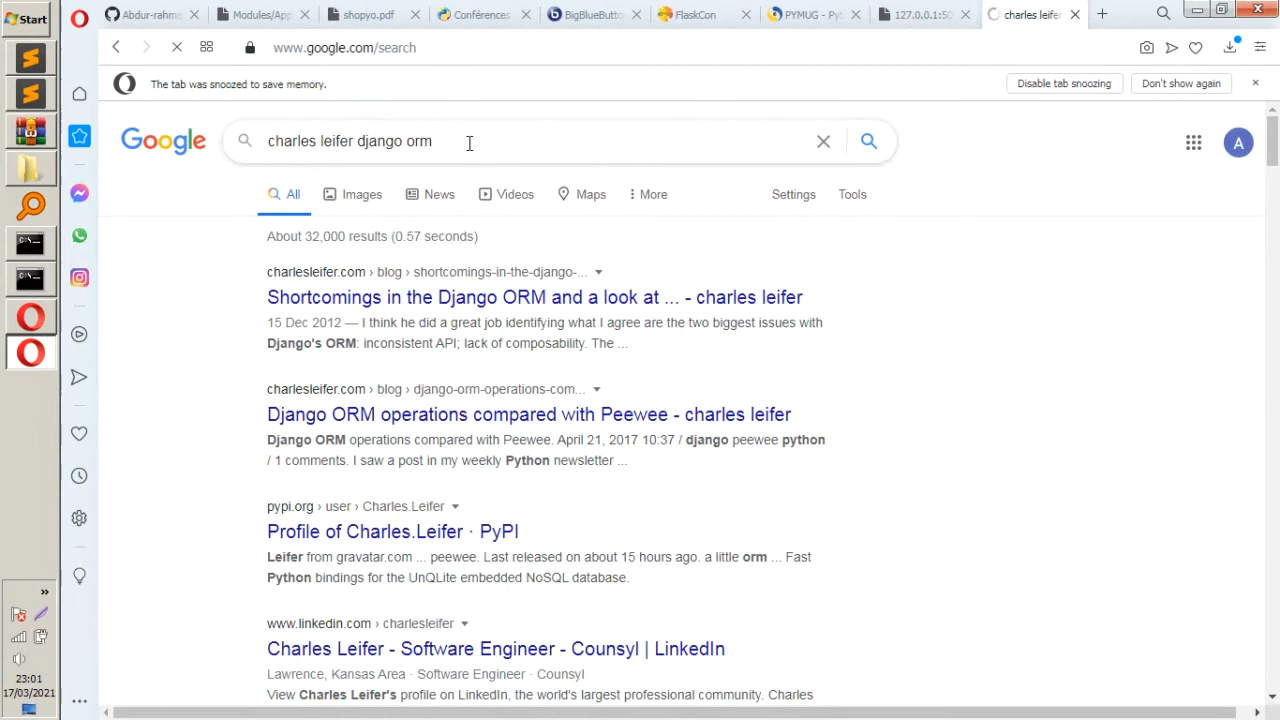 Start
Abdur-rahma
Modules/App
shopyo.pdf
Conférences
BigBlueButto
FlaskCon
PYMUG - Pyt
127.0.0.1:50
charles leifer
www.google.com/search
The tab was snoozed to save memory.
Disable tab snoozing
Don't show again
Google
charles leifer django orm
A
All
Images
News
Videos
Maps
More
Settings
Tools
About 32,000 results (0.57 seconds)
charlesleifer.com › blog › shortcomings-in-the-django-...
Shortcomings in the Django ORM and a look at ... - charles leifer
15 Dec 2012 — I think he did a great job identifying what I agree are the two biggest issues with
Django's ORM: inconsistent API; lack of composability. The ...
charlesleifer.com › blog › django-orm-operations-com...
Django ORM operations compared with Peewee - charles leifer
Django ORM operations compared with Peewee. April 21, 2017 10:37 / django peewee python
/ 1 comments. I saw a post in my weekly Python newsletter ...
pypi.org › user › Charles.Leifer
Profile of Charles.Leifer · PyPI
Leifer from gravatar.com ... peewee. Last released on about 15 hours ago. a little orm ... Fast
Python bindings for the UnQLite embedded NoSQL database.
www.linkedin.com › charlesleifer
Charles Leifer - Software Engineer - Counsyl | LinkedIn
Lawrence, Kansas Area · Software Engineer · Counsyl
View Charles Leifer's profile on LinkedIn, the world's largest professional community. Charles
23:01
17/03/2021